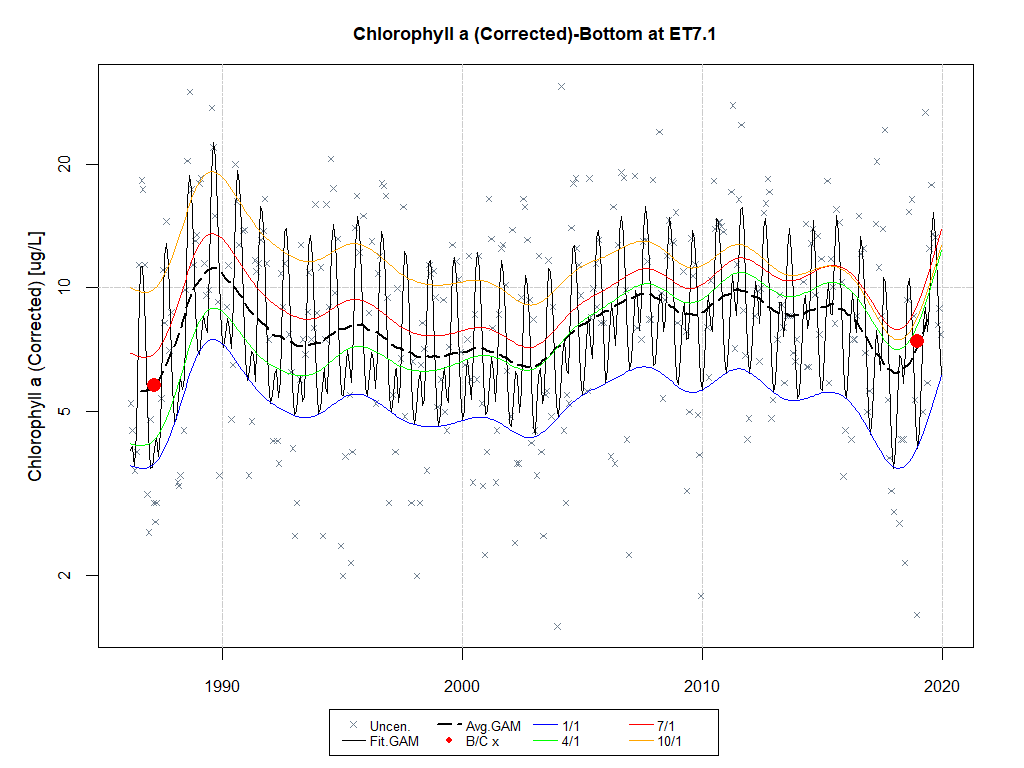 Chlorophyll a (Corrected)-Bottom at ET7.1
Chlorophyll a (Corrected) [ug/L]
20
10
5
2
1990
2000
2010
2020
Uncen. Avg.GAM 1/1 7/1
Fit.GAM B/C x 4/1 10/1